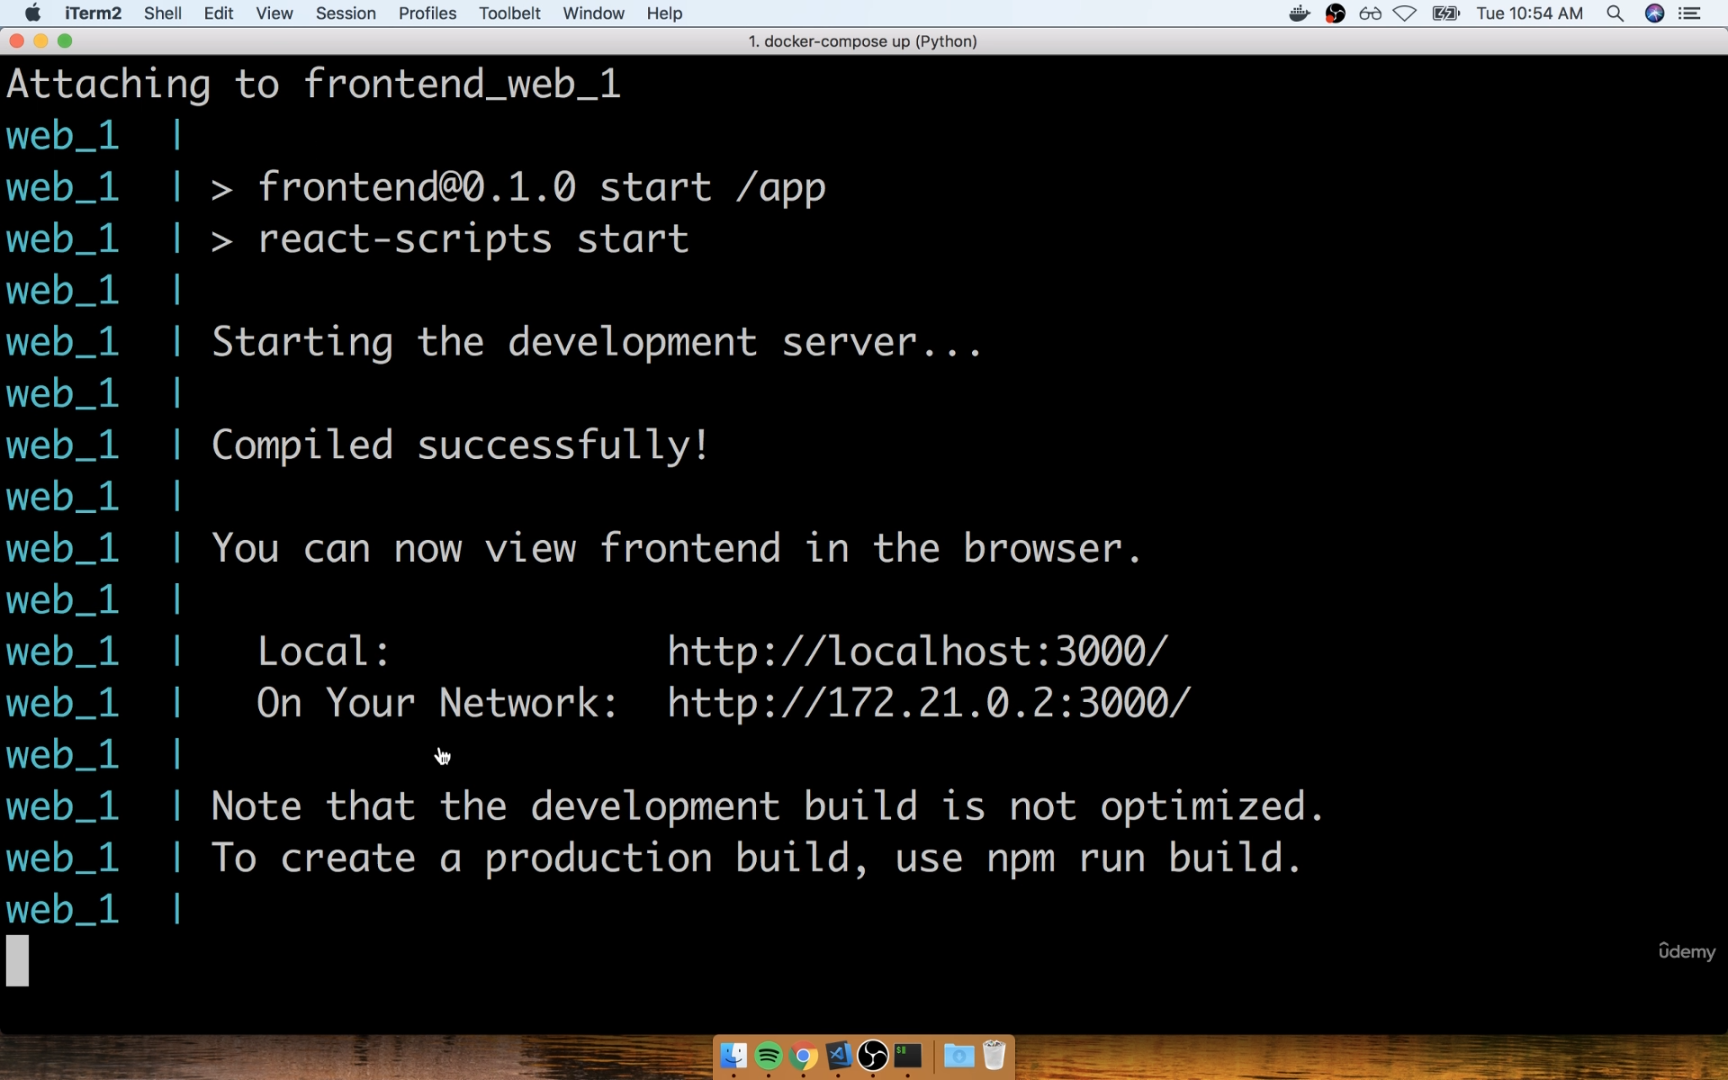 iTerm2 Shell Edit View Session Profiles Toolbelt Window Help Tue 10:54 AM
1. docker-compose up (Python)
Attaching to frontend_web_1
web_1 |
web_1 | > frontend@0.1.0 start /app
web_1 | > react-scripts start
web_1 |
web_1 | Starting the development server...
web_1 |
web_1 | Compiled successfully!
web_1 |
web_1 | You can now view frontend in the browser.
web_1 |
web_1 | Local: http://localhost:3000/
web_1 | On Your Network: http://172.21.0.2:3000/
web_1 |
web_1 | Note that the development build is not optimized.
web_1 | To create a production build, use npm run build.
web_1 |
ûdemy